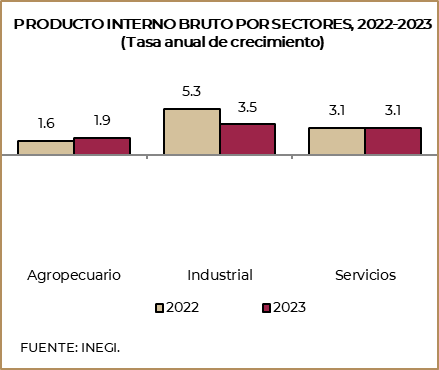 PRODUCTO INTERNO BRUTO POR SECTORES, 2022-2023
(Tasa anual de crecimiento)
1.6 1.9 5.3 3.5 3.1 3.1
Agropecuario Industrial Servicios
2022 2023
FUENTE: INEGI.